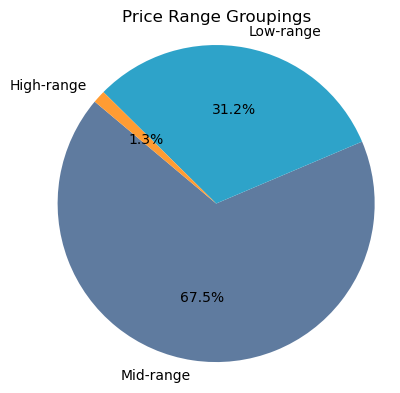 Price Range Groupings
Low-range
High-range
31.2%
1.3%
67.5%
Mid-range